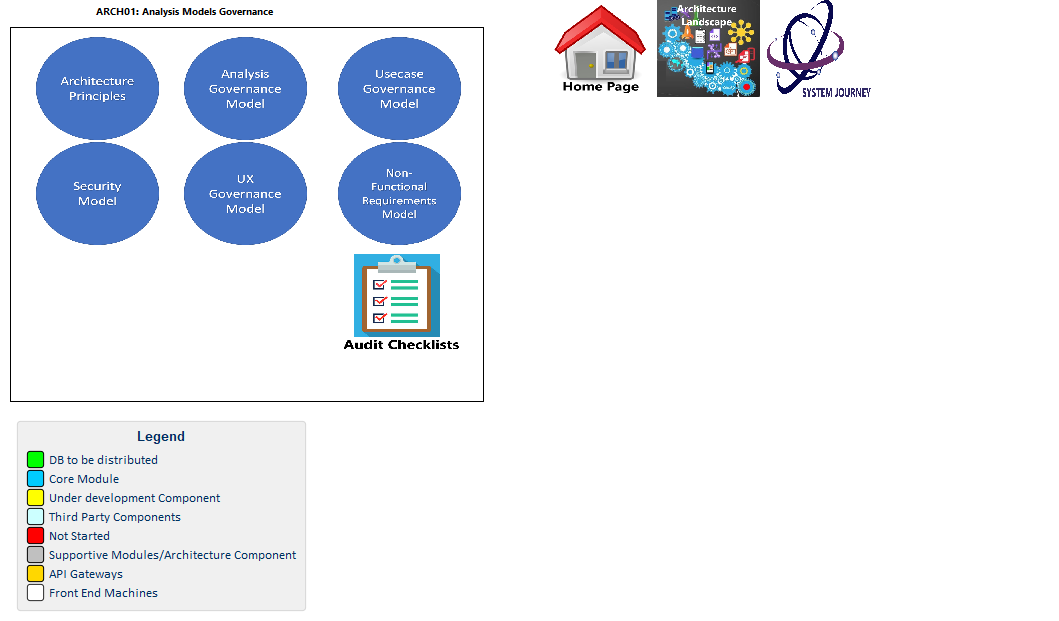 ARCH01: Analysis Models Governance
Architecture
Principles
Analysis
Governance
Model
Usecase
Governance
Model
Security
Model
UX
Governance
Model
Non-
Functional
Requirements
Model
Audit Checklists
Home Page
Architecture
Landscape
SYSTEM JOURNEY
Legend
DB to be distributed
Core Module
Under development Component
Third Party Components
Not Started
Supportive Modules/Architecture Component
API Gateways
Front End Machines